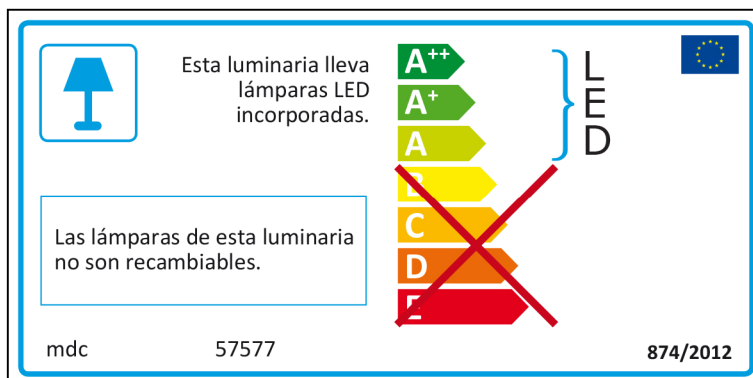 Esta luminaria lleva
lámparas LED
incorporadas.
A++
A+
A
B
C
D
E
L
E
D
Las lámparas de esta luminaria
no son recambiables.
mdc 57577
874/2012